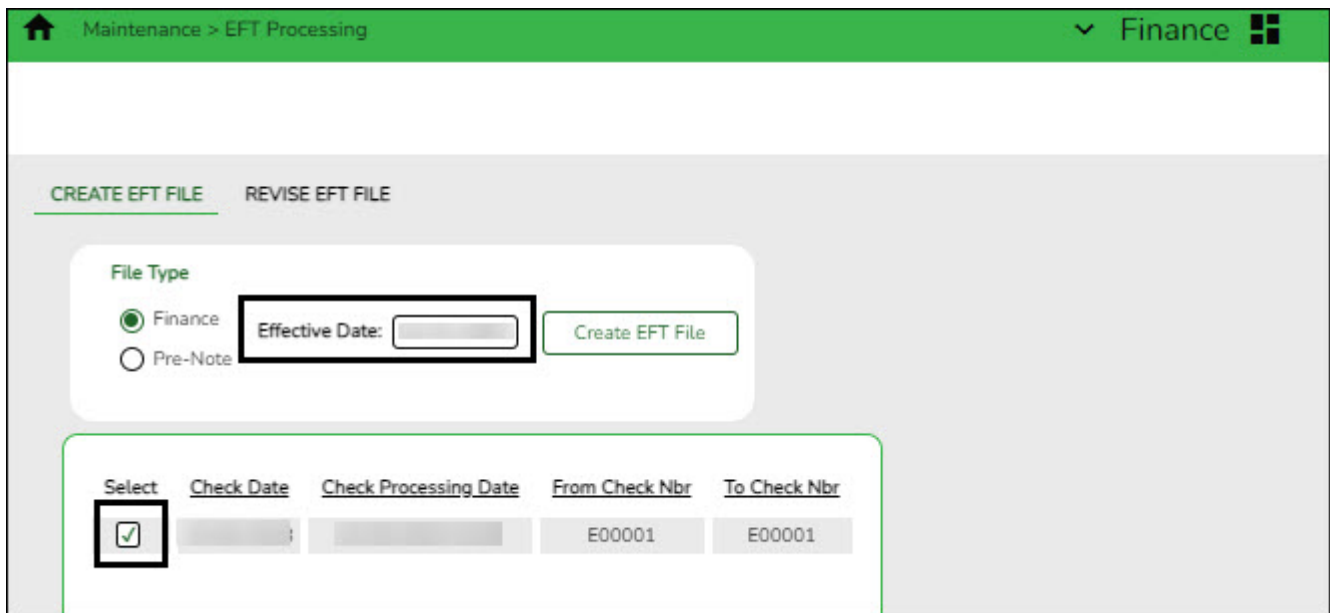 Maintenance > EFT Processing
Finance
CREATE EFT FILE REVISE EFT FILE
File Type
Finance
Effective Date:
Create EFT File
Pre-Note
Select Check Date Check Processing Date From Check Nbr To Check Nbr
E00001 E00001